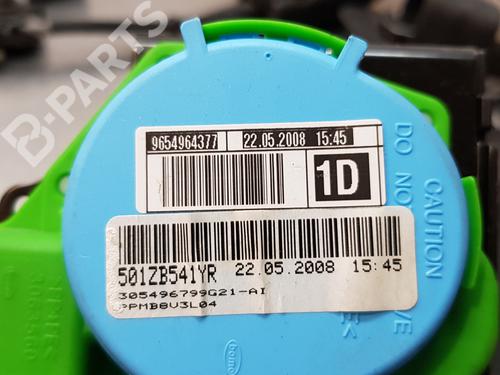 B-PARTS
9654964377 22.05.2008 15:45
1D
501ZB541YR 22.05.2008 15:45
305496799G21-AI
PPMB8V3L04
CAUTION
DO NO